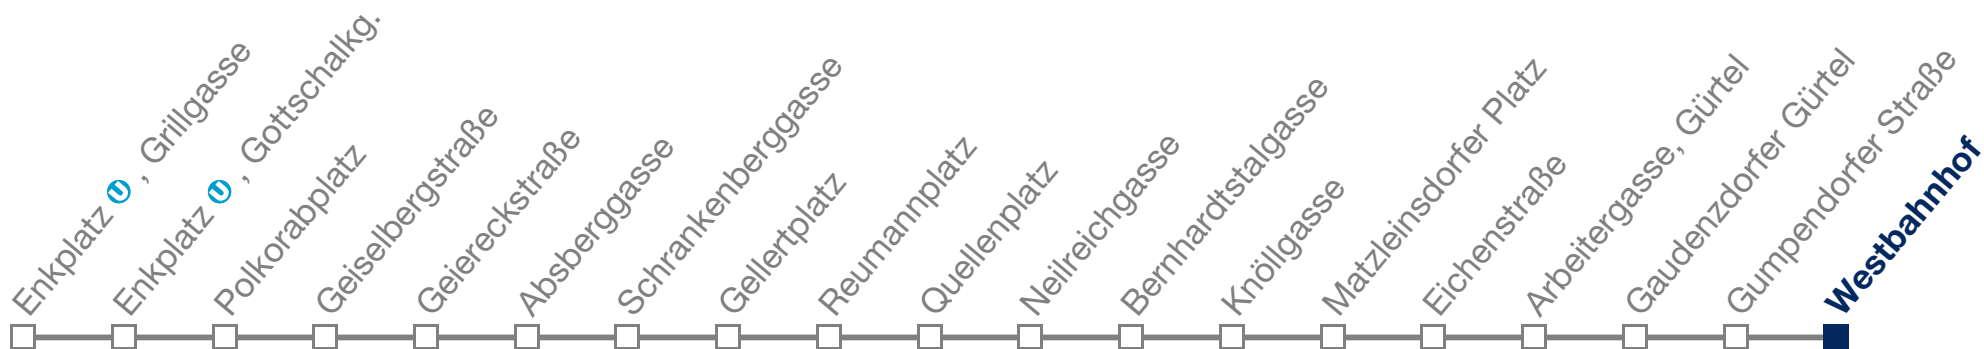 Enkplatz U , Grillgasse
Enkplatz U , Gottschalkg.
Polkorabplatz
Geiselbergstraße
Geiereckstraße
Absberggasse
Schrankenberggasse
Gellertplatz
Reumannplatz
Quellenplatz
Neilreichgasse
Bernhardtstalgasse
Knöllgasse
Matzleinsdorfer Platz
Eichenstraße
Arbeitergasse, Gürtel
Gaudenzdorfer Gürtel
Gumpendorfer Straße
Westbahnhof